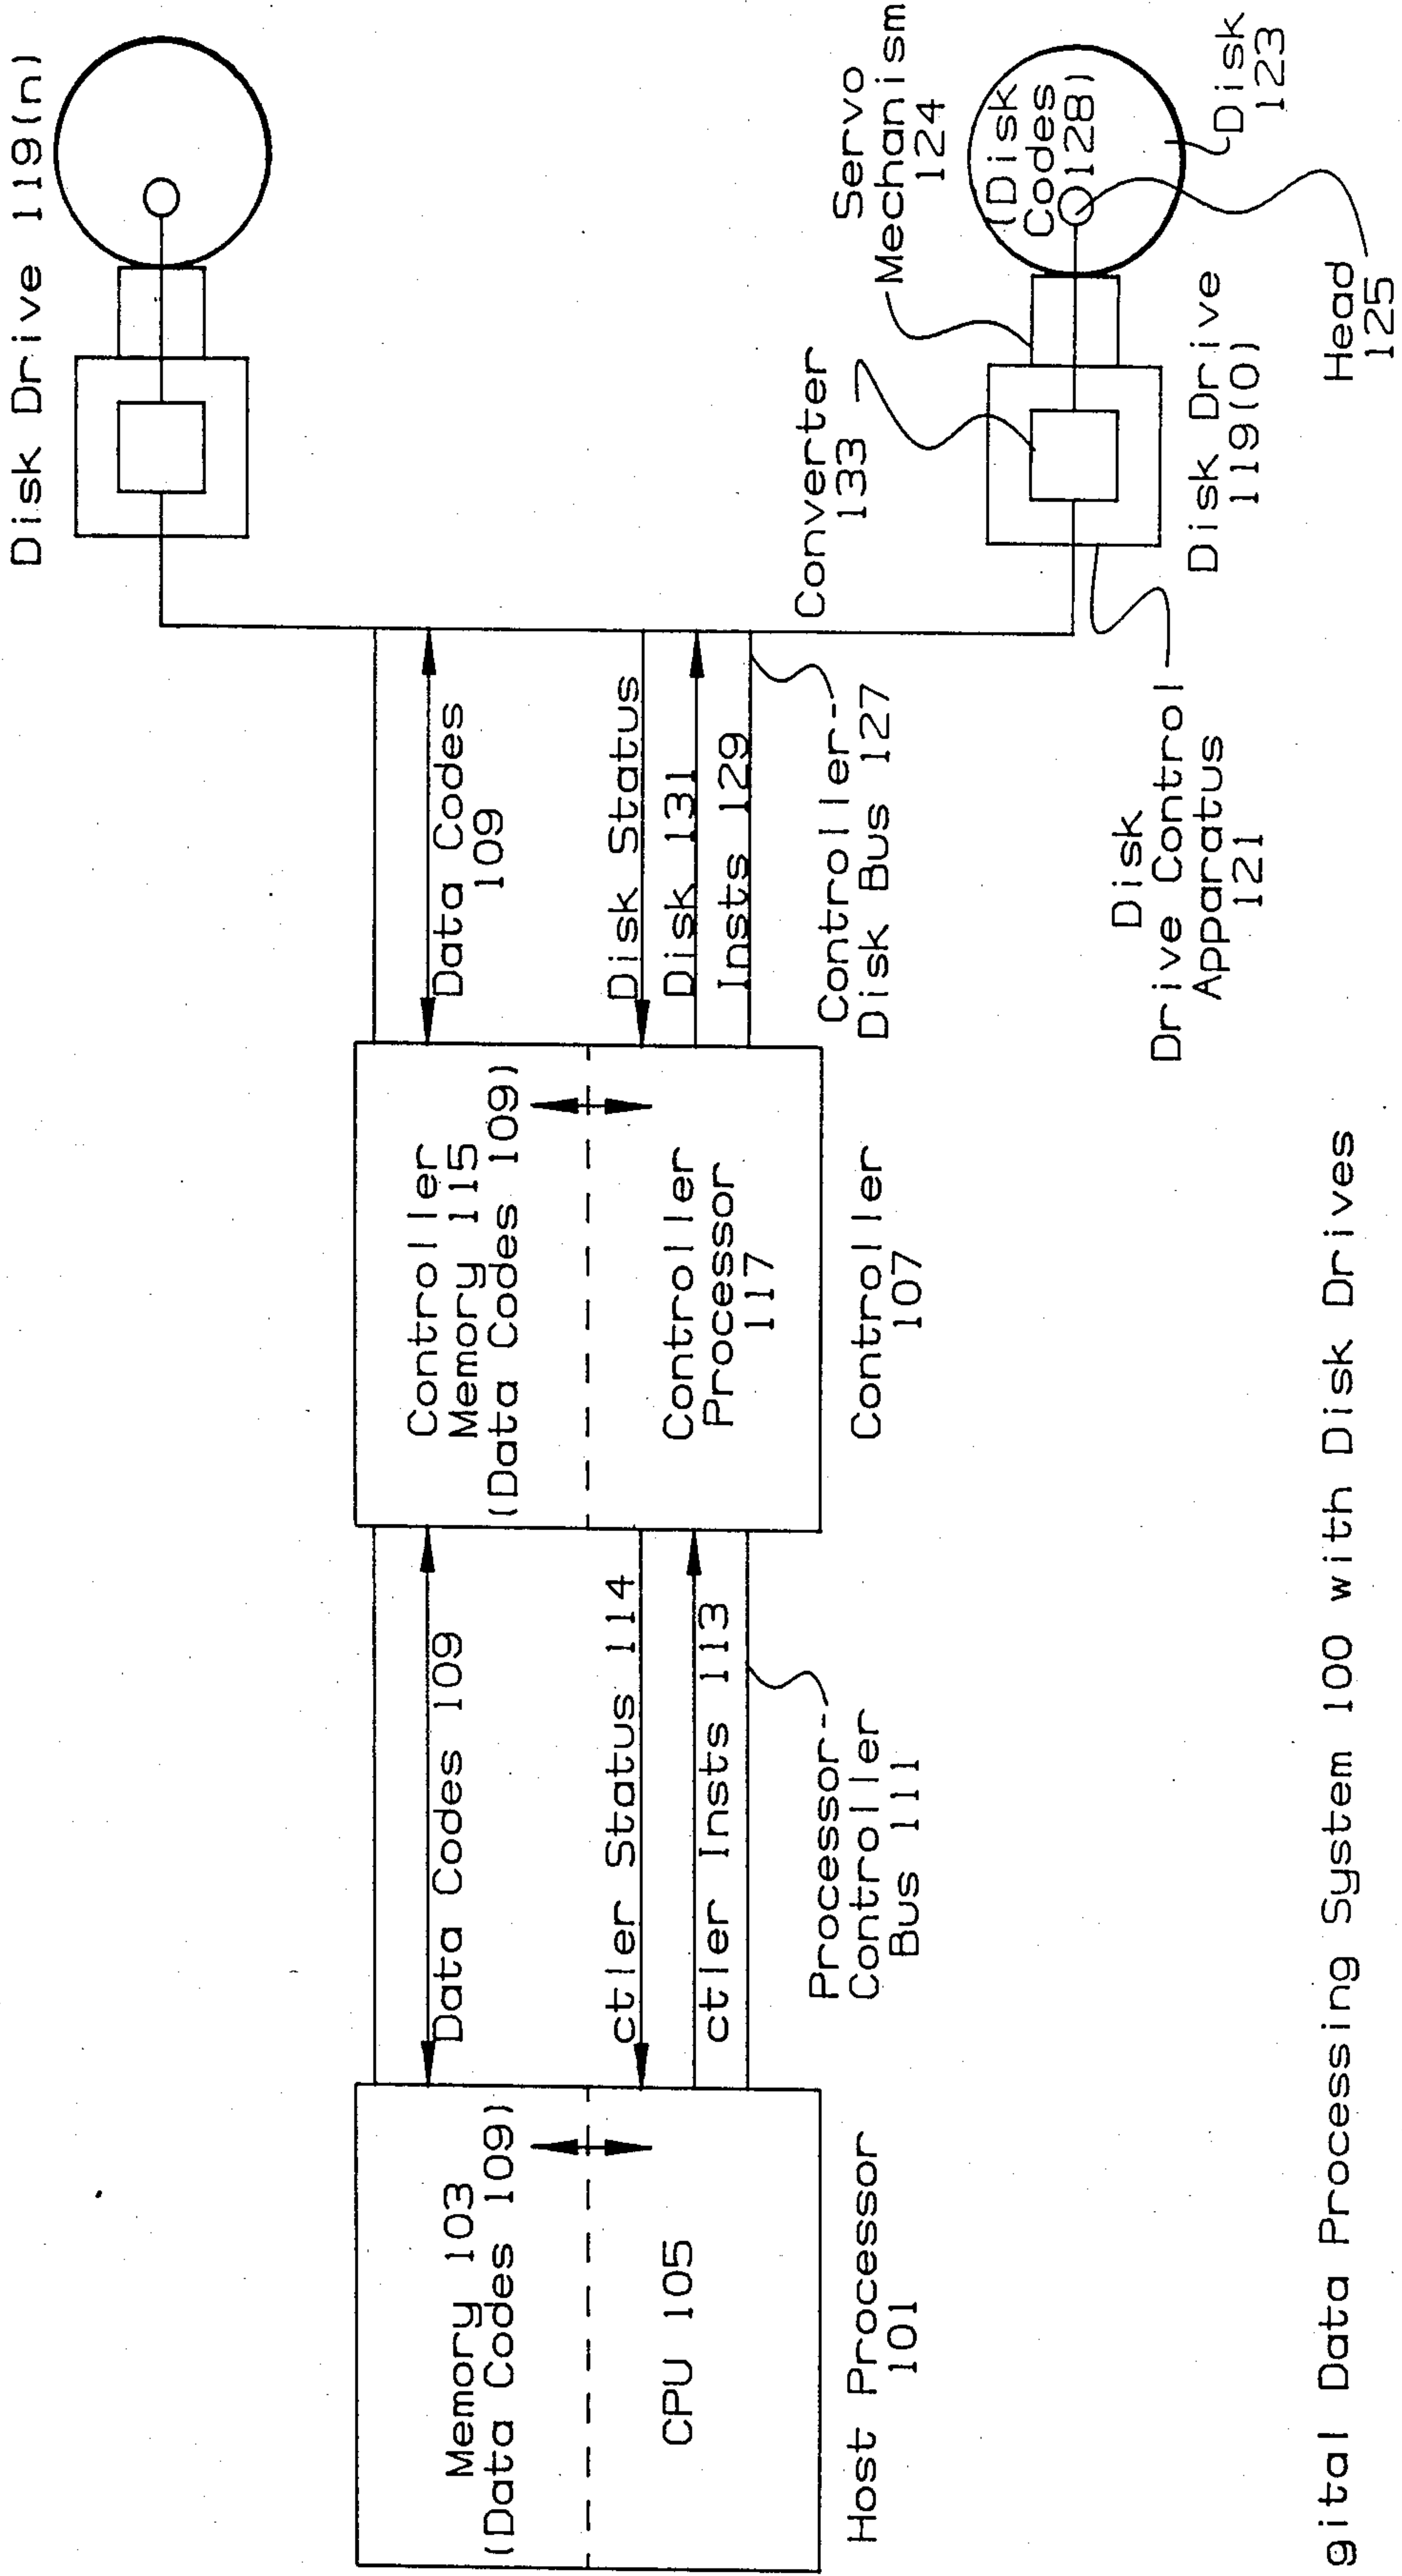 Disk Drive 119(n)
Memory 103
(Data Codes 109)
CPU 105
Host Processor
101
Data Codes 109
ctler Status 114
ctler Insts 113
Processor-
Controller
Bus 111
Controller
Memory 115
(Data Codes 109)
Controller
Processor
117
Controller
107
Data Codes
109
Disk Status
Disk 131
Insts 129
Controller-
Disk Bus 127
Converter
133
Servo
Mechanism
124
(Disk
Codes
128)
Disk
123
Head
125
Disk Drive
119(0)
Disk
Drive Control
Apparatus
121
gital Data Processing System 100 with Disk Drives